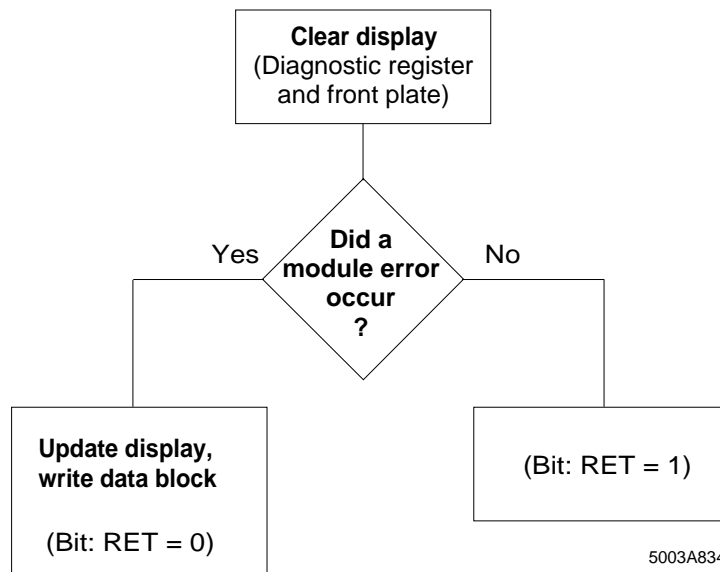 Clear display
(Diagnostic register
and front plate)
Yes
Did a
module error
occur
?
No
Update display,
write data block
(Bit: RET = 0)
(Bit: RET = 1)
5003A834